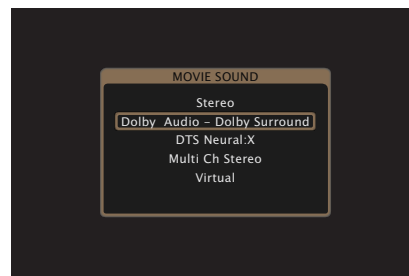 MOVIE SOUND
Stereo
Dolby Audio – Dolby Surround
DTS Neural:X
Multi Ch Stereo
Virtual